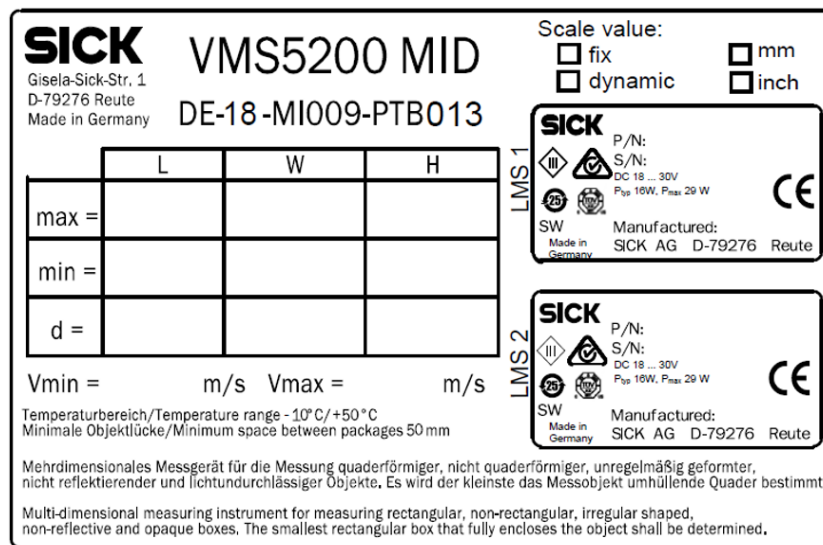 SICK
Gisela-Sick-Str. 1
D-79276 Reute
Made in Germany
VMS5200 MID
DE-18-MI009-PTB013
Scale value:
fix
mm
dynamic
inch
L W H
max =
min =
d =
Vmin = m/s Vmax = m/s
Temperaturbereich/Temperature range -10°C/+50°C
Minimale Objektlücke/Minimum space between packages 50 mm
LMS 1
SICK
P/N:
S/N:
DC 18 ... 30V
Ptyp 16W, Pmax 29 W
III
25
TÜV
CE
SW
Made in
Germany
Manufactured:
SICK AG D-79276 Reute
LMS 2
SICK
P/N:
S/N:
DC 18 ... 30V
Ptyp 16W, Pmax 29 W
III
25
TÜV
CE
SW
Made in
Germany
Manufactured:
SICK AG D-79276 Reute
Mehrdimensionales Messgerät für die Messung quaderförmiger, nicht quaderförmiger, unregelmäßig geformter,
nicht reflektierender und lichtundurchlässiger Objekte. Es wird der kleinste das Messobjekt umhüllende Quader bestimmt
Multi-dimensional measuring instrument for measuring rectangular, non-rectangular, irregular shaped,
non-reflective and opaque boxes. The smallest rectangular box that fully encloses the object shall be determined.